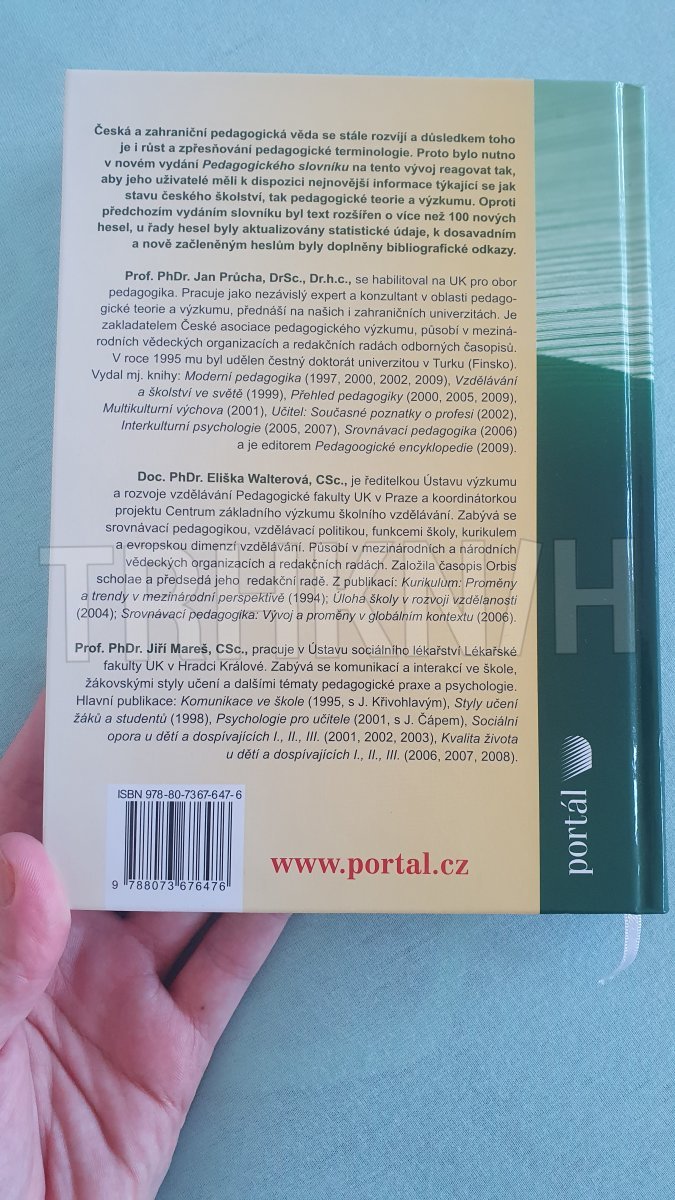 Česká a zahraniční pedagogická věda se stále rozvíjí a důsledkem toho
je i růst a zpřesňování pedagogické terminologie. Proto bylo nutno
v novém vydání Pedagogického slovníku na tento vývoj reagovat tak,
aby jeho uživatelé měli k dispozici nejnovější informace týkající se jak
stavu českého školství, tak pedagogické teorie a výzkumu. Oproti
předchozím vydáním slovníku byl text rozšířen o více než 100 nových
hesel, u řady hesel byly aktualizovány statistické údaje, k dosavadním
a nově začleněným heslům byly doplněny bibliografické odkazy.
Prof. PhDr. Jan Průcha, DrSc., Dr.h.c., se habilitoval na UK pro obor
pedagogika. Pracuje jako nezávislý expert a konzultant v oblasti pedago-
gické teorie a výzkumu, přednáší na našich i zahraničních univerzitách. Je
zakladatelem České asociace pedagogického výzkumu, působí v meziná-
rodních vědeckých organizacích a redakčních radách odborných časopisů.
V roce 1995 mu byl udělen čestný doktorát univerzitou v Turku (Finsko).
Vydal mj. knihy: Moderní pedagogika (1997, 2000, 2002, 2009), Vzdělávání
a školství ve světě (1999), Přehled pedagogiky (2000, 2005, 2009),
Multikulturní výchova (2001), Učitel: Současné poznatky o profesi (2002),
Interkulturní psychologie (2005, 2007), Srovnávací pedagogika (2006)
a je editorem Pedagoogické encyklopedie (2009).
Doc. PhDr. Eliška Walterová, CSc., je ředitelkou Ústavu výzkumu
a rozvoje vzdělávání Pedagogické fakulty UK v Praze a koordinátorkou
projektu Centrum základního výzkumu školního vzdělávání. Zabývá se
srovnávací pedagogikou, vzdělávací politikou, funkcemi školy, kurikulem
a evropskou dimenzí vzdělávání. Působí v mezinárodních a národních
vědeckých organizacích a redakčních radách. Založila časopis Orbis
scholae a předsedá jeho redakční radě. Z publikací: Kurikulum: Proměny
a trendy v mezinárodní perspektivě (1994); Úloha školy v rozvoji vzdělanosti
(2004); Srovnávací pedagogika: Vývoj a proměny v globálním kontextu (2006).
Prof. PhDr. Jiří Mareš, CSc., pracuje v Ústavu sociálního lékařství Lékařské
fakulty UK v Hradci Králové. Zabývá se komunikací a interakcí ve škole,
žákovskými styly učení a dalšími tématy pedagogické praxe a psychologie.
Hlavní publikace: Komunikace ve škole (1995, s J. Křivohlavým), Styly učení
žáků a studentů (1998), Psychologie pro učitele (2001, s J. Čápem), Sociální
opora u dětí a dospívajících I., II., III. (2001, 2002, 2003), Kvalita života
u dětí a dospívajících I., II., III. (2006, 2007, 2008).
ISBN 978-80-7367-647-6
9 788073 676476
www.portal.cz
portál